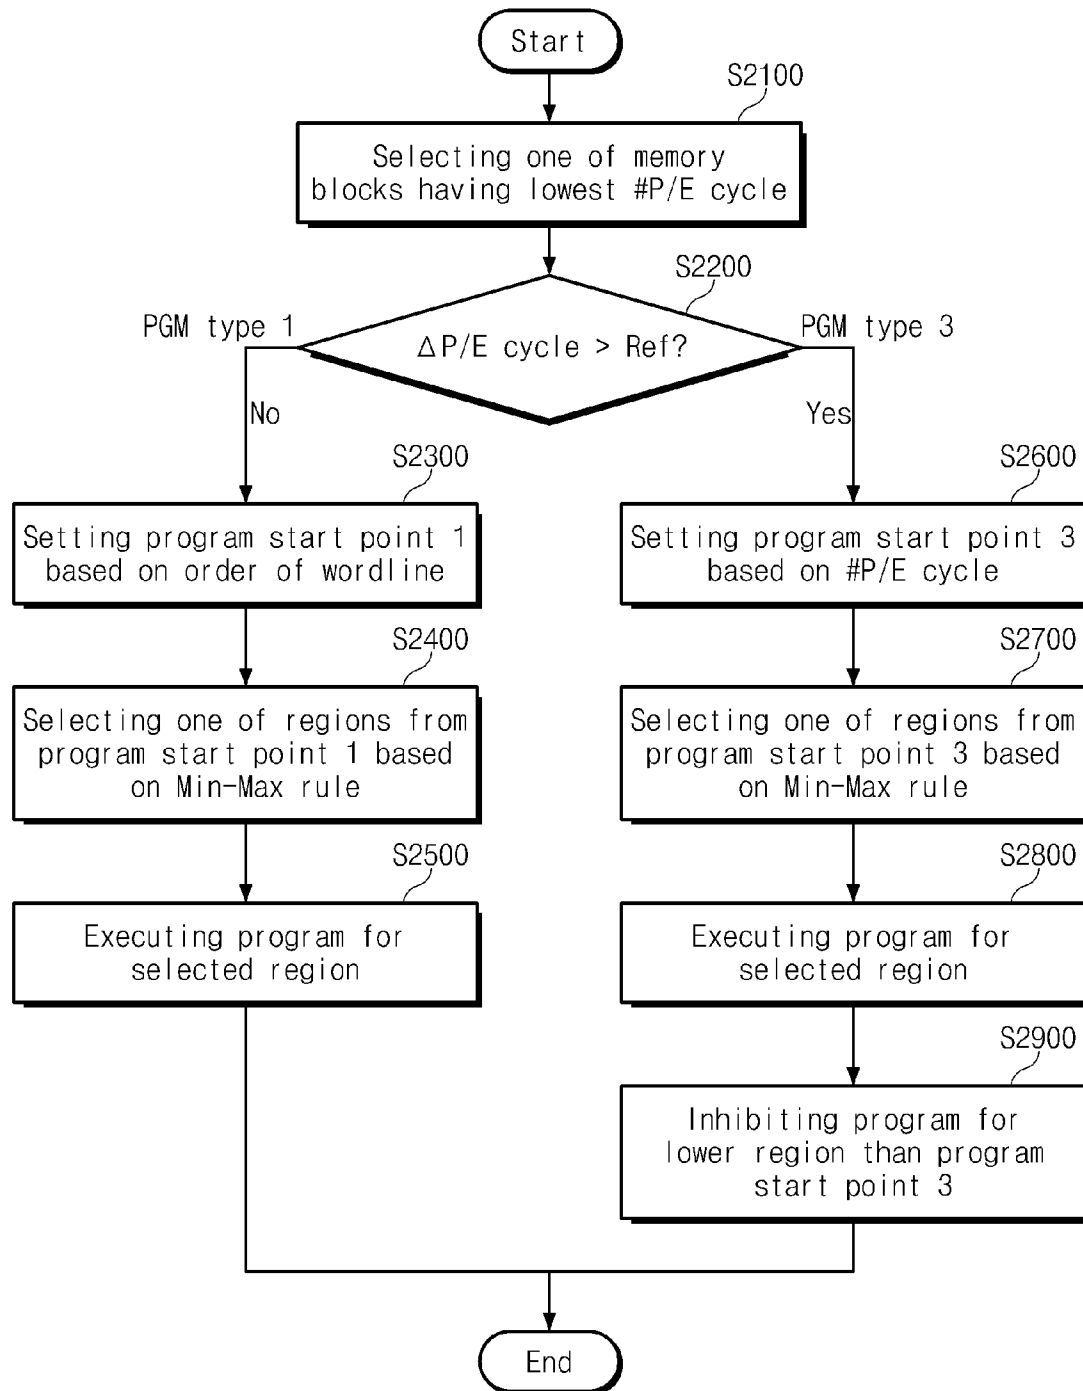 Start
S2100
Selecting one of memory
blocks having lowest #P/E cycle
S2200
PGM type 1
ΔP/E cycle > Ref?
PGM type 3
No
Yes
S2300
Setting program start point 1
based on order of wordline
S2400
Selecting one of regions from
program start point 1 based
on Min-Max rule
S2500
Executing program for
selected region
S2600
Setting program start point 3
based on #P/E cycle
S2700
Selecting one of regions from
program start point 3 based
on Min-Max rule
S2800
Executing program for
selected region
S2900
Inhibiting program for
lower region than program
start point 3
End